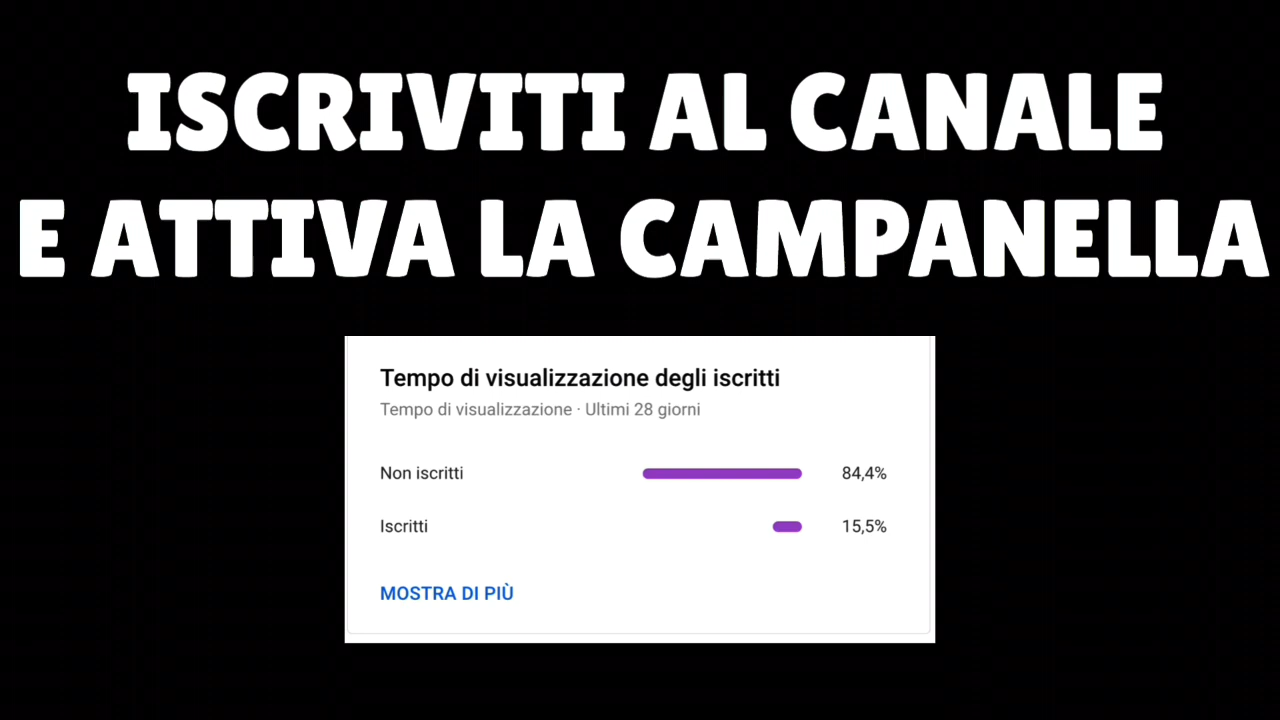 ISCRIVITI AL CANALE
E ATTIVA LA CAMPANELLA
Tempo di visualizzazione degli iscritti
Tempo di visualizzazione · Ultimi 28 giorni
Non iscritti 84,4%
Iscritti 15,5%
MOSTRA DI PIÙ